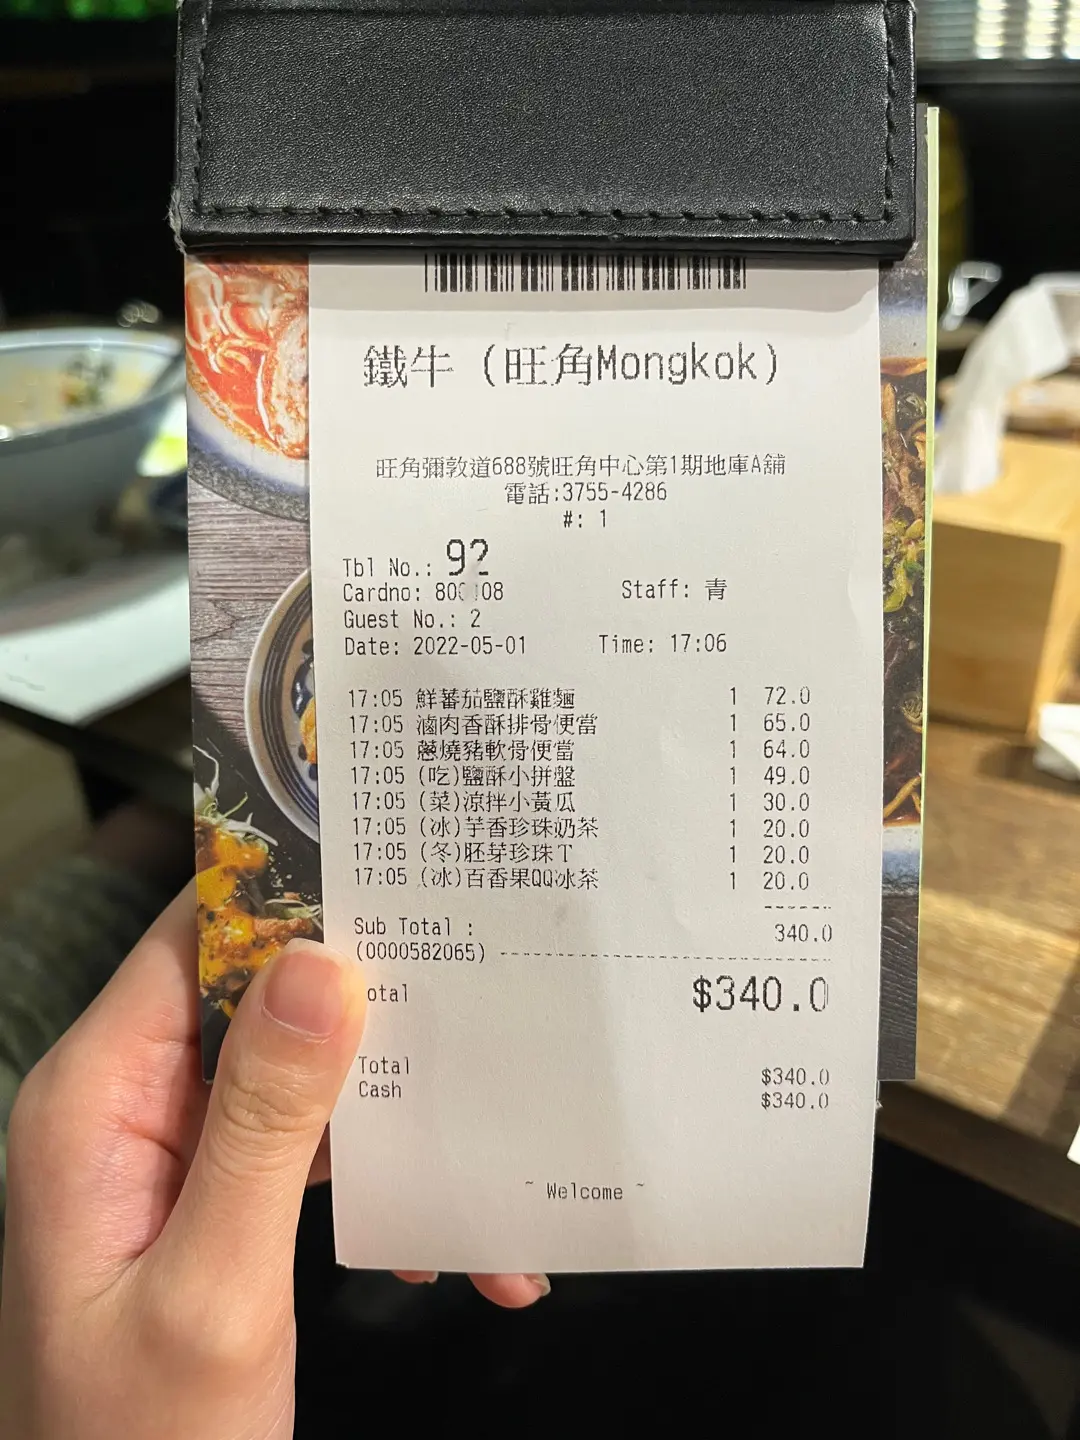 鐵牛 (旺角Mongkok)
旺角彌敦道688號旺角中心第1期地庫A舖
電話:3755-4286
#: 1
Tbl No.: 92
Cardno: 80 08 Staff: 青
Guest No.: 2
Date: 2022-05-01 Time: 17:06
17:05 鮮蕃茄鹽酥雞麵 1 72.0
17:05 滷肉香酥排骨便當 1 65.0
17:05 蔥燒豬軟骨便當 1 64.0
17:05 (吃)鹽酥小拼盤 1 49.0
17:05 (菜)涼拌小黃瓜 1 30.0
17:05 (冰)芋香珍珠奶茶 1 20.0
17:05 (冬)胚芽珍珠T 1 20.0
17:05 (冰)百香果QQ冰茶 1 20.0
Sub Total : 340.0
(0000582065)
otal $340.0
Total $340.0
Cash $340.0
~ Welcome ~